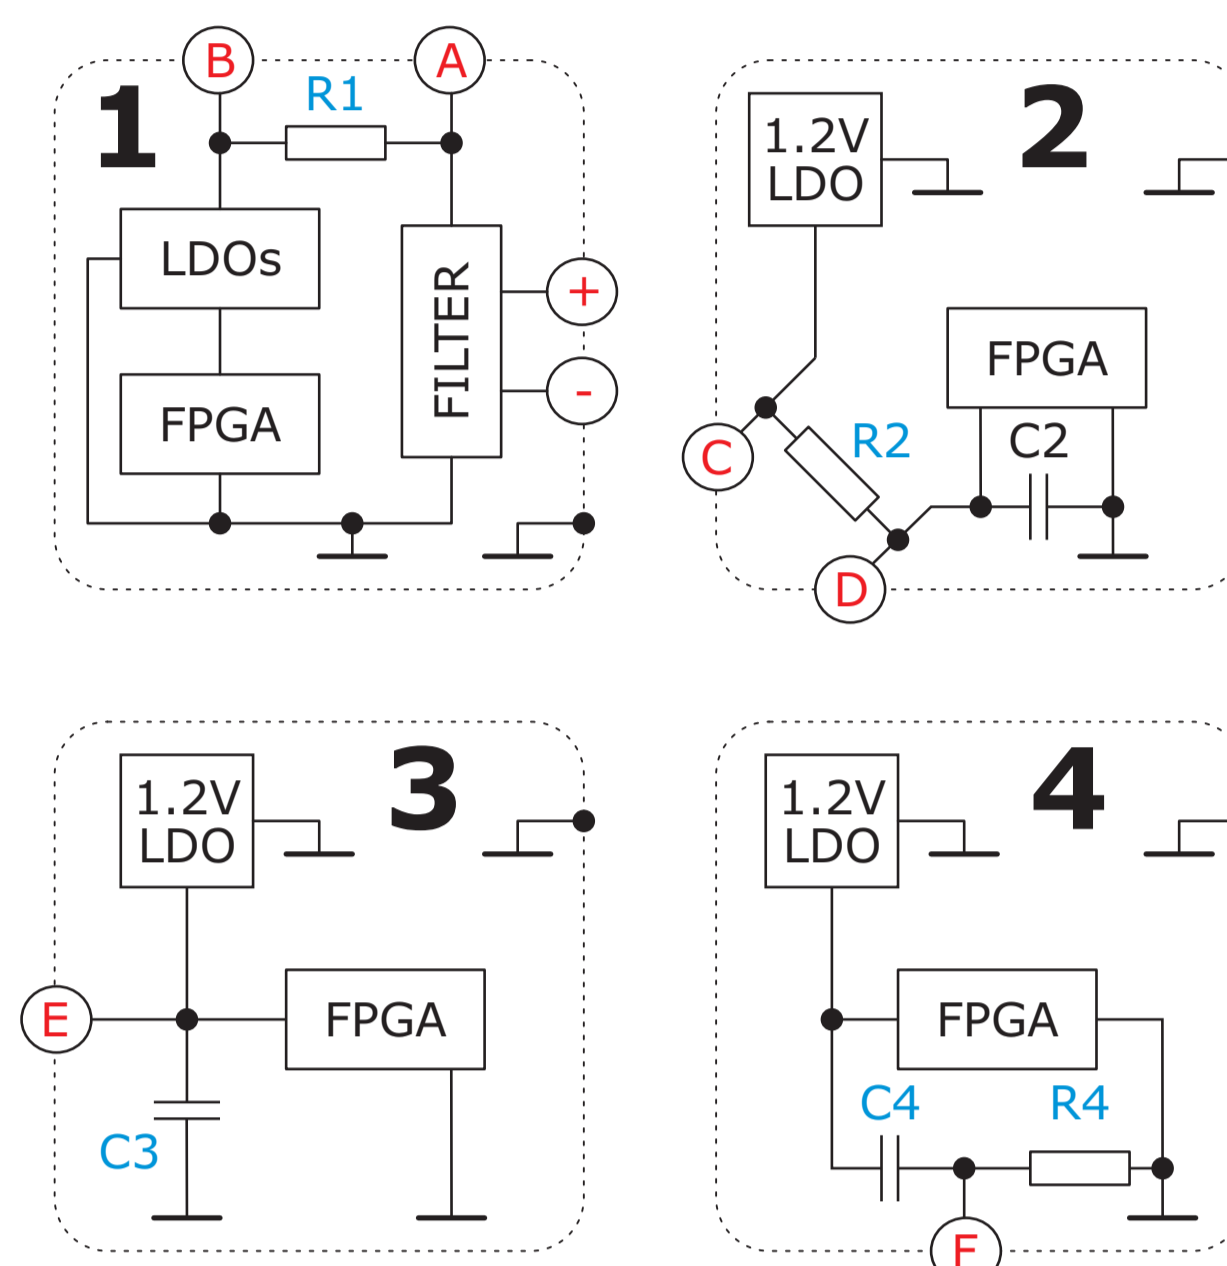 B
A
R1
1
LDOs
FPGA
FILTER
+
-
1.2V
LDO
2
FPGA
C
R2
C2
D
1.2V
LDO
3
E
FPGA
C3
1.2V
LDO
4
FPGA
C4
R4
F